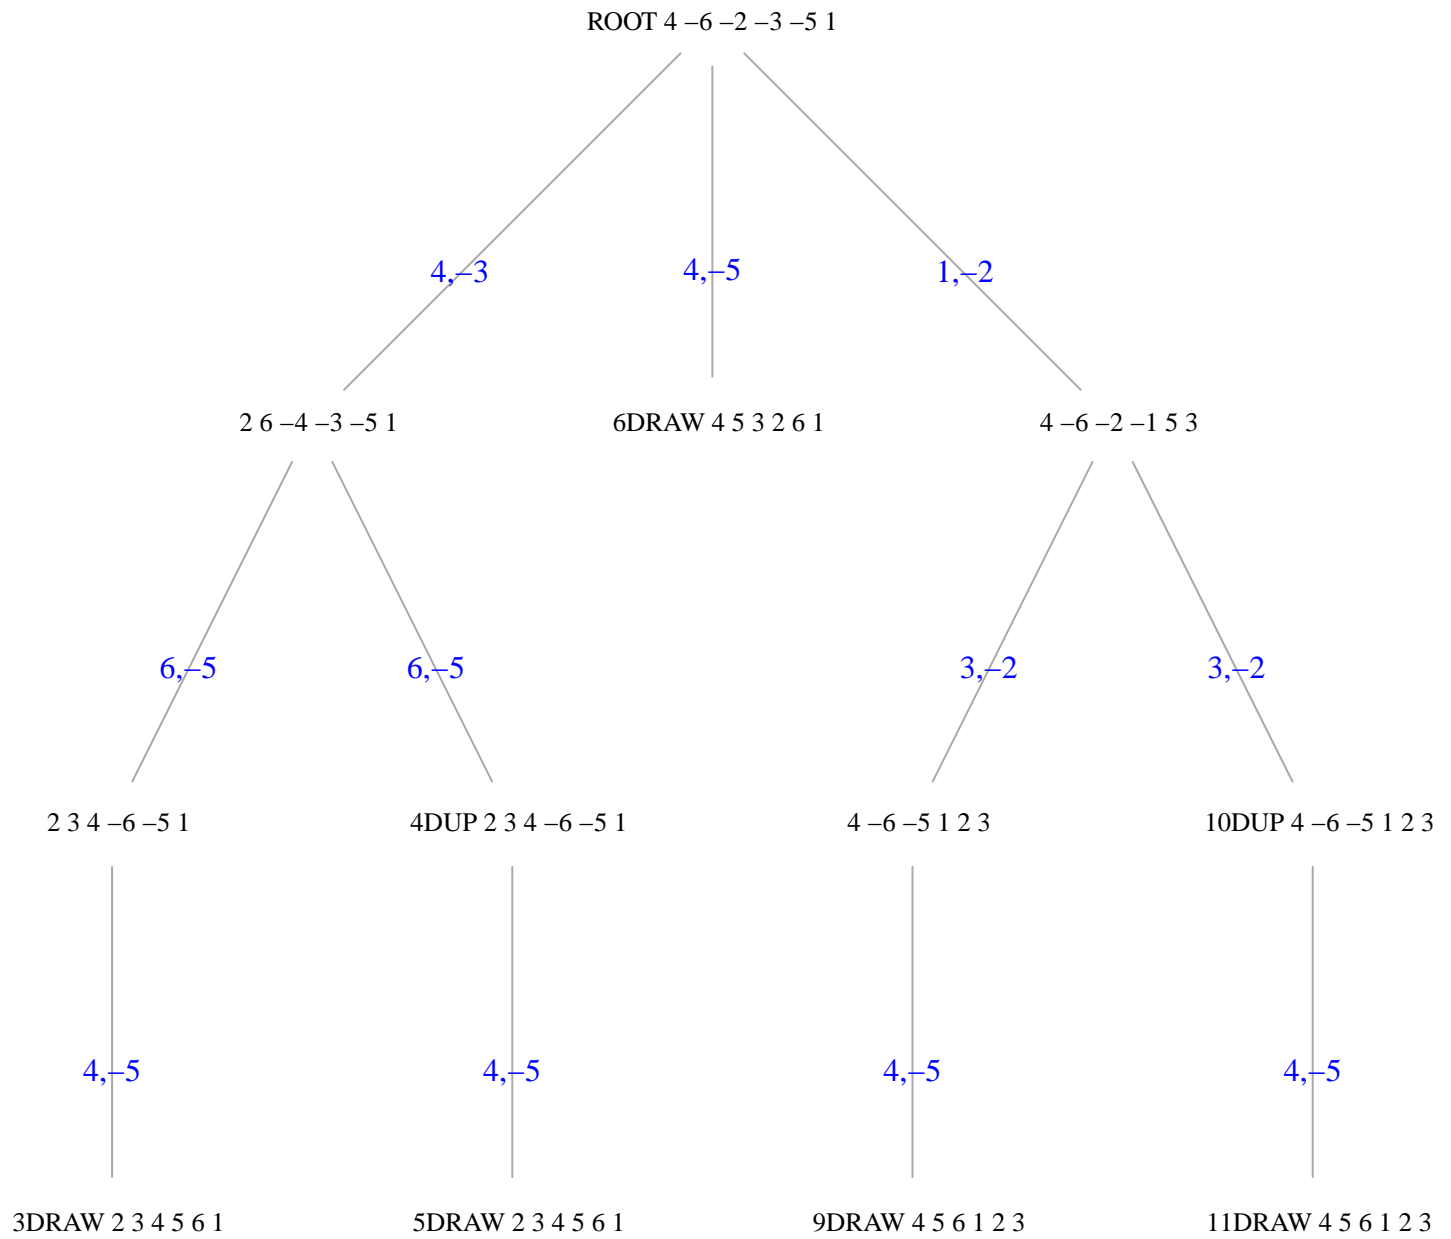 ROOT 4 –6 –2 –3 –5 1
4,–3
4,–5
1,–2
2 6 –4 –3 –5 1
6DRAW 4 5 3 2 6 1
4 –6 –2 –1 5 3
6,–5
6,–5
3,–2
3,–2
2 3 4 –6 –5 1
4DUP 2 3 4 –6 –5 1
4 –6 –5 1 2 3
10DUP 4 –6 –5 1 2 3
4,–5
4,–5
4,–5
4,–5
3DRAW 2 3 4 5 6 1
5DRAW 2 3 4 5 6 1
9DRAW 4 5 6 1 2 3
11DRAW 4 5 6 1 2 3